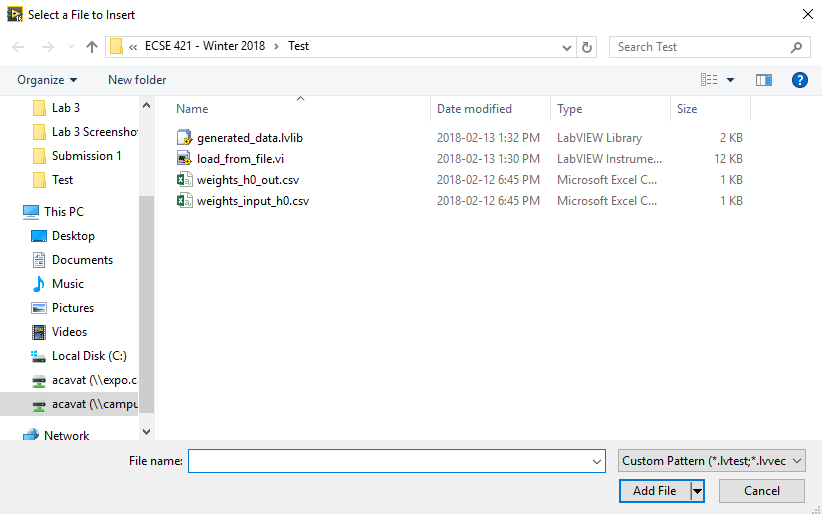 Select a File to Insert
« ECSE 421 - Winter 2018 > Test
Search Test
Organize New folder
?
Lab 3
Lab 3 Screensho
Submission 1
Test
This PC
Desktop
Documents
Music
Pictures
Videos
Local Disk (C:)
acavat (\\expo.c
acavat (\\campu
Network
Name Date modified Type Size
generated_data.lvlib 2018-02-13 1:32 PM LabVIEW Library 2 KB
load_from_file.vi 2018-02-13 1:30 PM LabVIEW Instrume... 12 KB
weights_h0_out.csv 2018-02-12 6:45 PM Microsoft Excel C... 1 KB
weights_input_h0.csv 2018-02-12 6:45 PM Microsoft Excel C... 1 KB
File name: Custom Pattern (*.lvtest;*.lvvec
Add File Cancel